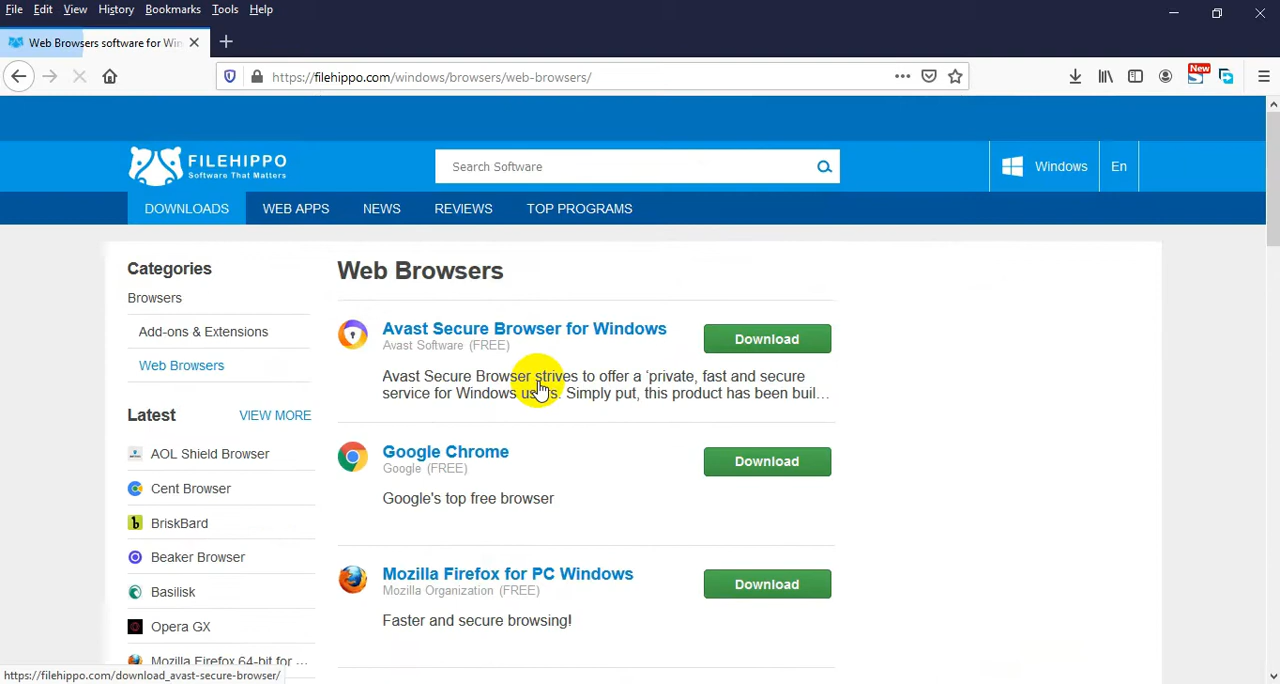 File Edit View History Bookmarks Tools Help
Web Browsers software for Win
https://filehippo.com/windows/browsers/web-browsers/
New
FILEHIPPO
Software That Matters
Search Software
Windows
En
DOWNLOADS WEB APPS NEWS REVIEWS TOP PROGRAMS
Categories
Browsers
Add-ons & Extensions
Web Browsers
Latest VIEW MORE
AOL Shield Browser
Cent Browser
BriskBard
Beaker Browser
Basilisk
Opera GX
Mozilla Firefox 64-bit for ...
Web Browsers
Avast Secure Browser for Windows
Avast Software (FREE)
Download
Avast Secure Browser strives to offer a ‘private, fast and secure
service for Windows users. Simply put, this product has been buil...
Google Chrome
Google (FREE)
Download
Google's top free browser
Mozilla Firefox for PC Windows
Mozilla Organization (FREE)
Download
Faster and secure browsing!
https://filehippo.com/download_avast-secure-browser/